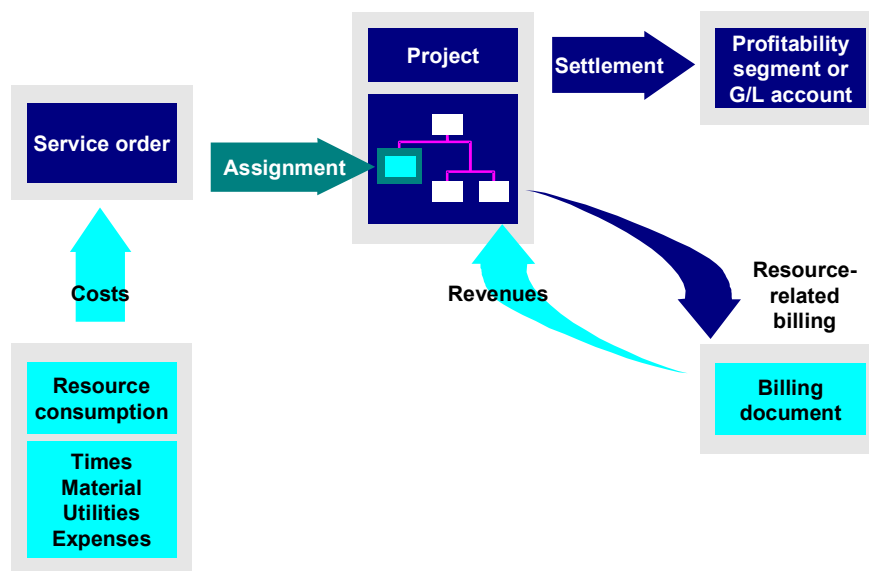 Project
Settlement
Profitability
segment or
G/L account
Service order
Assignment
Costs
Revenues
Resource-
related
billing
Resource
consumption
Times
Material
Utilities
Expenses
Billing
document